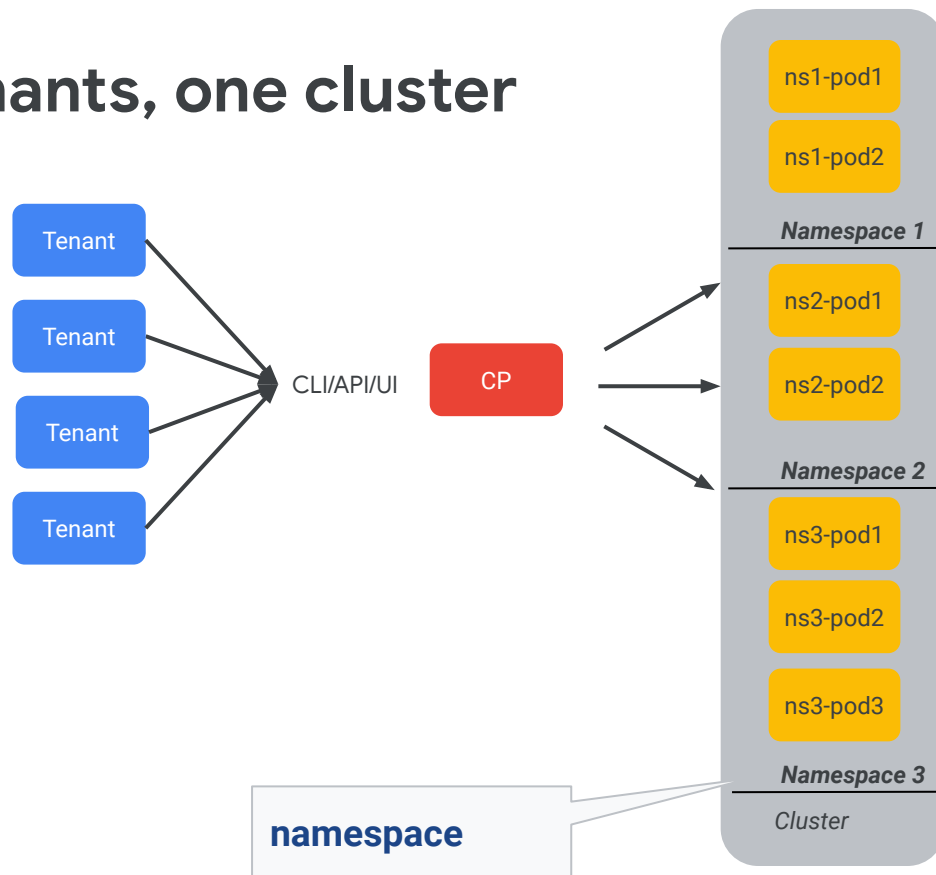 nants, one cluster
Tenant
Tenant
Tenant
Tenant
CLI/API/UI
CP
ns1-pod1
ns1-pod2
Namespace 1
ns2-pod1
ns2-pod2
Namespace 2
ns3-pod1
ns3-pod2
ns3-pod3
Namespace 3
Cluster
namespace